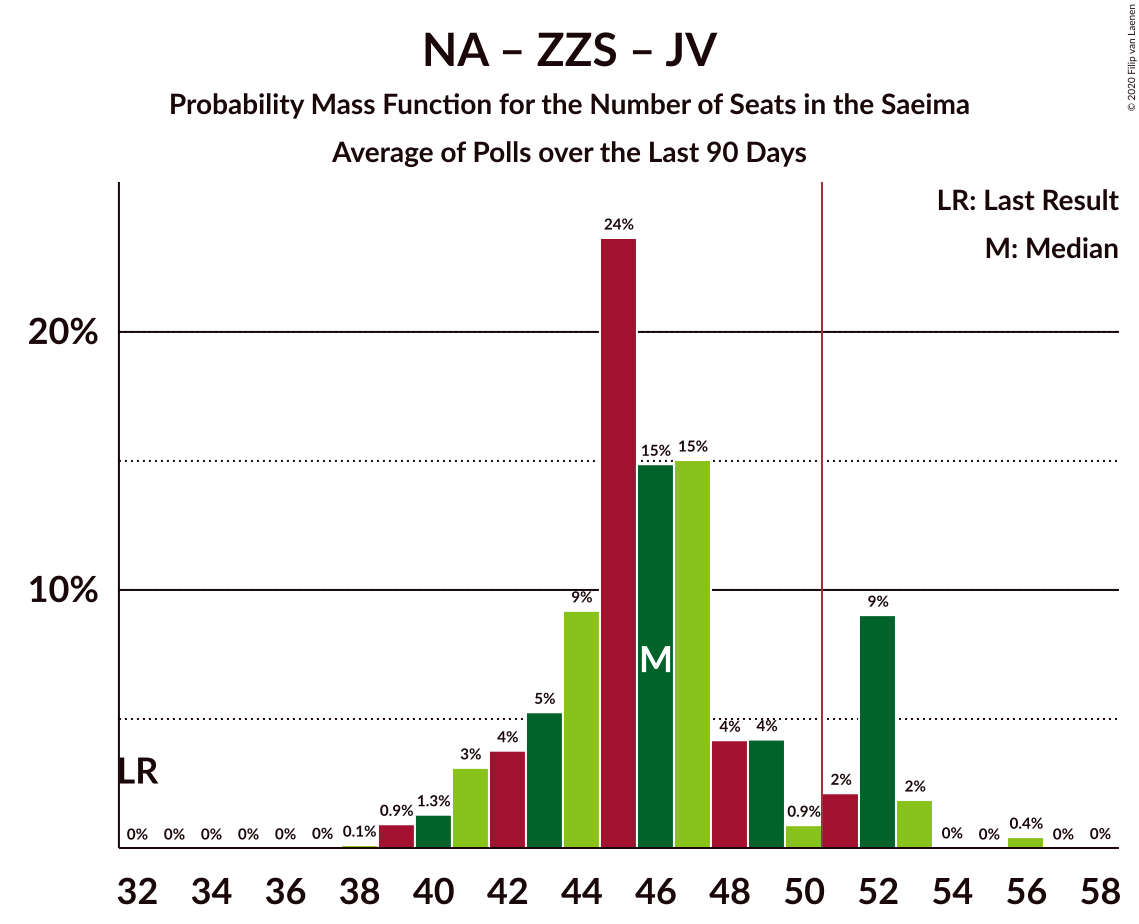 NA – ZZS – JV
Probability Mass Function for the Number of Seats in the Saeima
Average of Polls over the Last 90 Days
© 2020 Filip van Laenen
LR: Last Result
M: Median
24%
20%
15% 15%
10%
9% 9%
M
5%
4% 4% 4%
3%
LR
2% 2%
0.9% 1.3% 0.9% 0.4%
0% 0% 0% 0% 0% 0% 0.1% 0% 0% 0% 0%
32 34 36 38 40 42 44 46 48 50 52 54 56 58